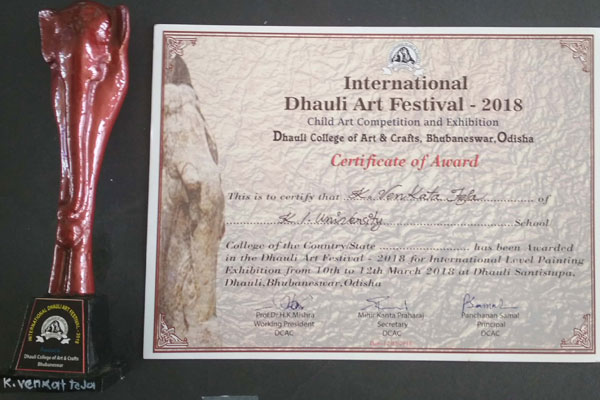 International
Dhauli Art Festival - 2018
Child Art Competition and Exhibition
Dhauli College of Art & Crafts, Bhubaneswar, Odisha
Certificate of Award
This is to certify that K. Venkata Teja of
K L University School
College of the Country/State ........................ has been Awarded
in the Dhauli Art Festival - 2018 for International Level Painting
Exhibition from 10th to 12th March 2018 at Dhauli Santistupa,
Dhauli, Bhubaneswar, Odisha
Prof. Dr. H.K Mishra
Working President
DCAC
Mihir Kanta Praharaj
Secretary
DCAC
Panchanan Samal
Principal
DCAC
INTERNATIONAL DHAULI ART FESTIVAL - 2018
Dhauli College of Art & Crafts
Bhubaneswar
K. Venkat teja